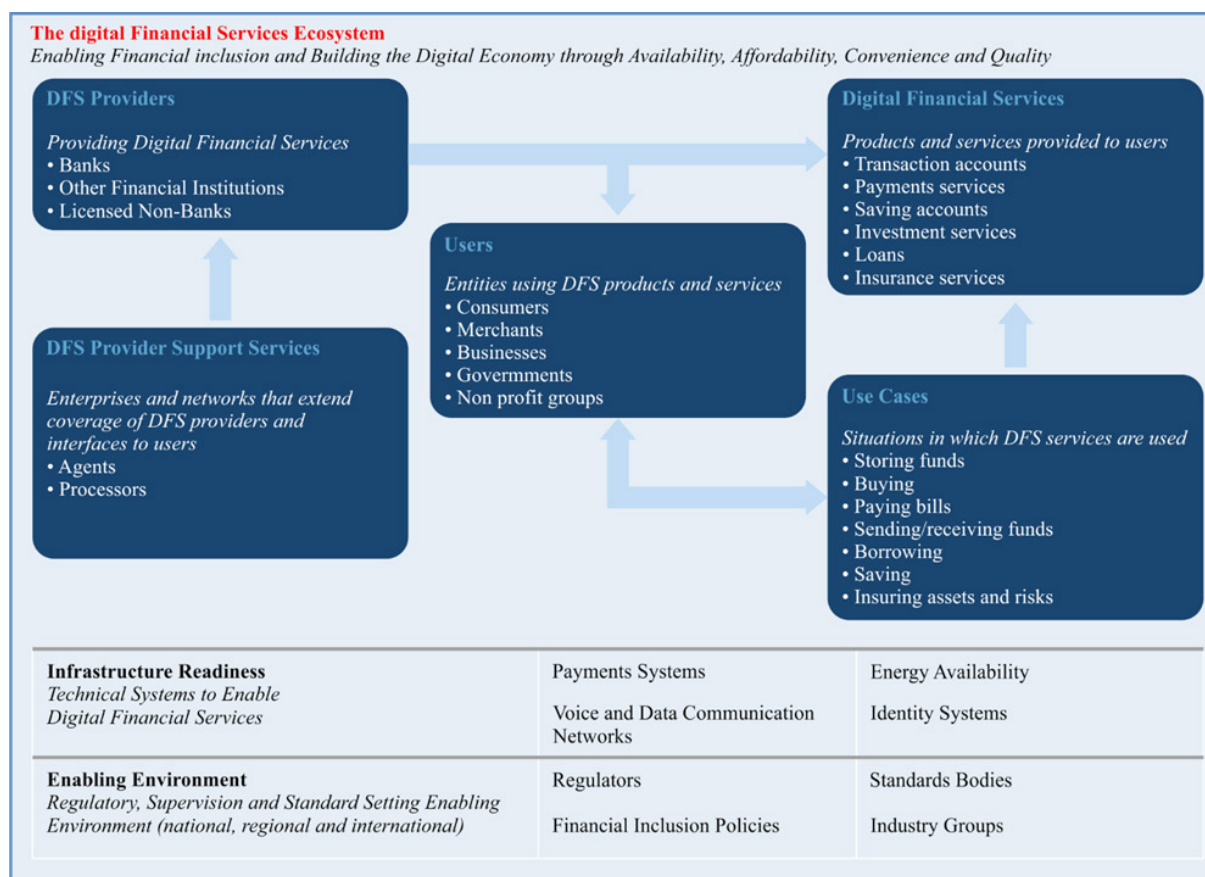 The digital Financial Services Ecosystem
Enabling Financial inclusion and Building the Digital Economy through Availability, Affordability, Convenience and Quality
DFS Providers
Providing Digital Financial Services
• Banks
• Other Financial Institutions
• Licensed Non-Banks
Digital Financial Services
Products and services provided to users
• Transaction accounts
• Payments services
• Saving accounts
• Investment services
• Loans
• Insurance services
Users
Entities using DFS products and services
• Consumers
• Merchants
• Businesses
• Govermments
• Non profit groups
DFS Provider Support Services
Enterprises and networks that extend
coverage of DFS providers and
interfaces to users
• Agents
• Processors
Use Cases
Situations in which DFS services are used
• Storing funds
• Buying
• Paying bills
• Sending/receiving funds
• Borrowing
• Saving
• Insuring assets and risks
Infrastructure Readiness
Technical Systems to Enable
Digital Financial Services
Payments Systems
Voice and Data Communication
Networks
Energy Availability
Identity Systems
Enabling Environment
Regulatory, Supervision and Standard Setting Enabling
Environment (national, regional and international)
Regulators
Financial Inclusion Policies
Standards Bodies
Industry Groups